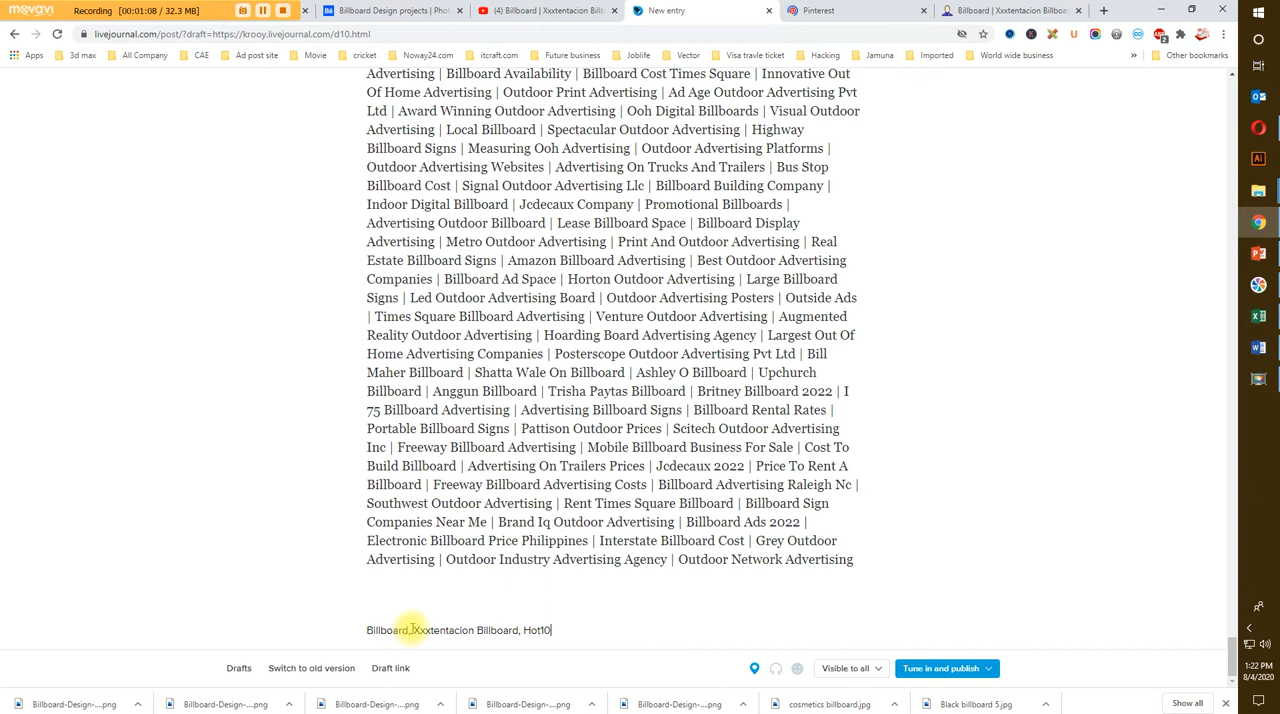 movavi
Recording
00:01:08 / 32.3 MB
Billboard Design projects | Phot
(4) Billboard | Xxxtentacion Bill
New entry
Pinterest
Billboard | Xxxtentacion Billboard
livejournal.com/post/?draft=https://krooy.livejournal.com/d10.html
Apps 3d max All Company CAE Ad post site Movie cricket Noway24.com itcraft.com Future business Joblife Vector Visa travle ticket Hacking Jamuna Imported World wide business » Other bookmarks
Advertising | Billboard Availability | Billboard Cost Times Square | Innovative Out
Of Home Advertising | Outdoor Print Advertising | Ad Age Outdoor Advertising Pvt
Ltd | Award Winning Outdoor Advertising | Ooh Digital Billboards | Visual Outdoor
Advertising | Local Billboard | Spectacular Outdoor Advertising | Highway
Billboard Signs | Measuring Ooh Advertising | Outdoor Advertising Platforms |
Outdoor Advertising Websites | Advertising On Trucks And Trailers | Bus Stop
Billboard Cost | Signal Outdoor Advertising Llc | Billboard Building Company |
Indoor Digital Billboard | Jcdecaux Company | Promotional Billboards |
Advertising Outdoor Billboard | Lease Billboard Space | Billboard Display
Advertising | Metro Outdoor Advertising | Print And Outdoor Advertising | Real
Estate Billboard Signs | Amazon Billboard Advertising | Best Outdoor Advertising
Companies | Billboard Ad Space | Horton Outdoor Advertising | Large Billboard
Signs | Led Outdoor Advertising Board | Outdoor Advertising Posters | Outside Ads
| Times Square Billboard Advertising | Venture Outdoor Advertising | Augmented
Reality Outdoor Advertising | Hoarding Board Advertising Agency | Largest Out Of
Home Advertising Companies | Posterscope Outdoor Advertising Pvt Ltd | Bill
Maher Billboard | Shatta Wale On Billboard | Ashley O Billboard | Upchurch
Billboard | Anggun Billboard | Trisha Paytas Billboard | Britney Billboard 2022 | I
75 Billboard Advertising | Advertising Billboard Signs | Billboard Rental Rates |
Portable Billboard Signs | Pattison Outdoor Prices | Scitech Outdoor Advertising
Inc | Freeway Billboard Advertising | Mobile Billboard Business For Sale | Cost To
Build Billboard | Advertising On Trailers Prices | Jcdecaux 2022 | Price To Rent A
Billboard | Freeway Billboard Advertising Costs | Billboard Advertising Raleigh Nc |
Southwest Outdoor Advertising | Rent Times Square Billboard | Billboard Sign
Companies Near Me | Brand Iq Outdoor Advertising | Billboard Ads 2022 |
Electronic Billboard Price Philippines | Interstate Billboard Cost | Grey Outdoor
Advertising | Outdoor Industry Advertising Agency | Outdoor Network Advertising
Billboard, Xxxtentacion Billboard, Hot10
Drafts Switch to old version Draft link Visible to all Tune in and publish
Billboard-Design-....png Billboard-Design-....png Billboard-Design-....png Billboard-Design-....png Billboard-Design-....png cosmetics billboard.jpg Black billboard 5.jpg Show all
1:22 PM
8/4/2020